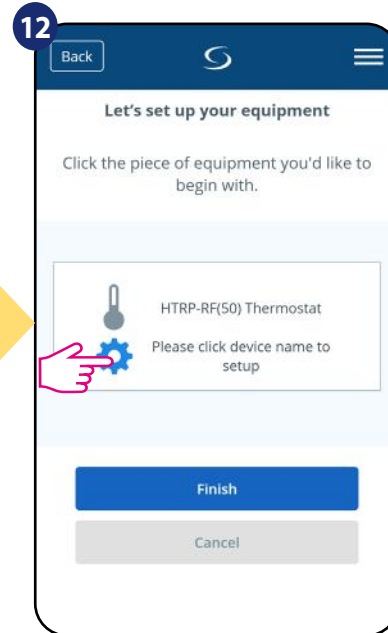 12
Back
Let's set up your equipment
Click the piece of equipment you'd like to
begin with.
HTRP-RF(50) Thermostat
Please click device name to
setup
Finish
Cancel